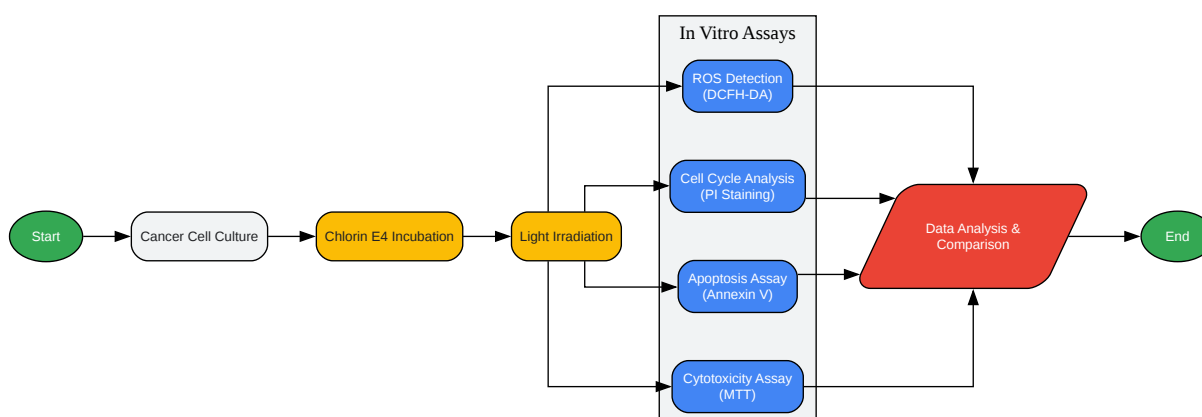 In Vitro Assays
ROS Detection
(DCFH-DA)
Cell Cycle Analysis
(PI Staining)
Start
Cancer Cell Culture
Chlorin E4 Incubation
Light Irradiation
Data Analysis &
Comparison
End
Apoptosis Assay
(Annexin V)
Cytotoxicity Assay
(MTT)